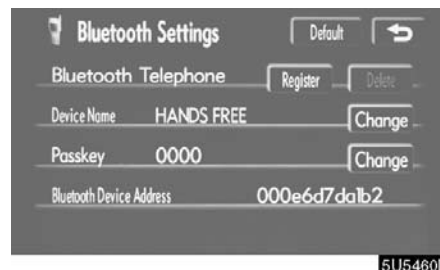 Bluetooth Settings Default
Bluetooth Telephone Register Delete
Device Name HANDS FREE Change
Passkey 0000 Change
Bluetooth Device Address 000e6d7da1b2
5U5460